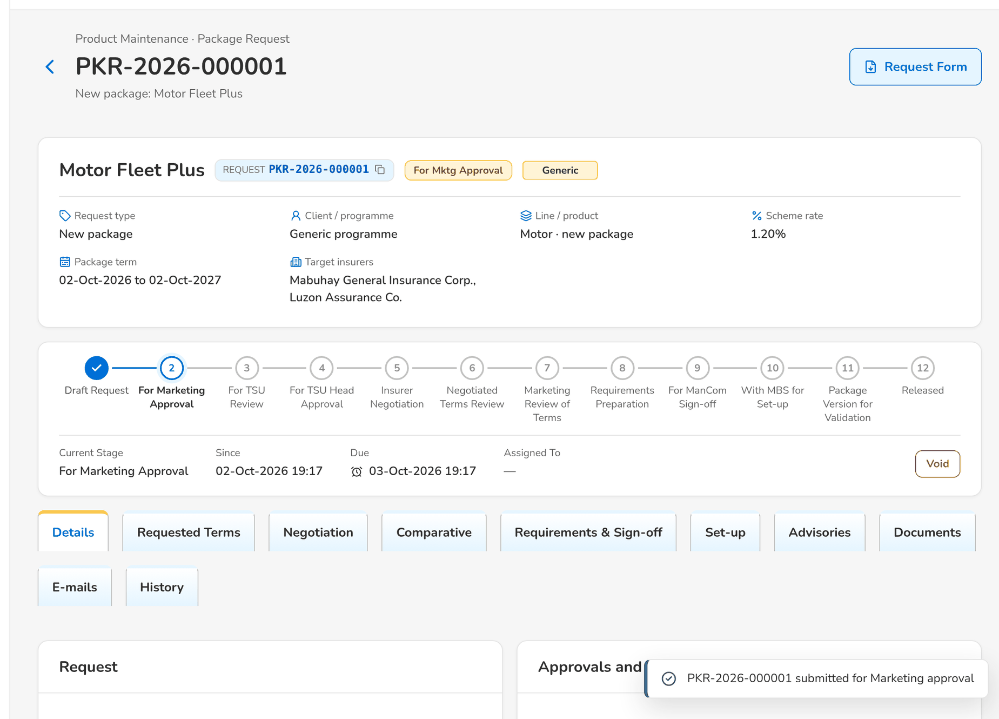 Product Maintenance · Package Request
PKR-2026-000001
New package: Motor Fleet Plus
Request Form
Motor Fleet Plus
REQUEST PKR-2026-000001
For Mktg Approval
Generic
Request type
New package
Client / programme
Generic programme
Line / product
Motor · new package
Scheme rate
1.20%
Package term
02-Oct-2026 to 02-Oct-2027
Target insurers
Mabuhay General Insurance Corp.,
Luzon Assurance Co.
Draft Request
2
For Marketing
Approval
3
For TSU
Review
4
For TSU Head
Approval
5
Insurer
Negotiation
6
Negotiated
Terms Review
7
Marketing
Review of
Terms
8
Requirements
Preparation
9
For ManCom
Sign-off
10
With MBS for
Set-up
11
Package
Version for
Validation
12
Released
Current Stage
For Marketing Approval
Since
02-Oct-2026 19:17
Due
03-Oct-2026 19:17
Assigned To
—
Void
Details
Requested Terms
Negotiation
Comparative
Requirements & Sign-off
Set-up
Advisories
Documents
E-mails
History
Request
Approvals and
PKR-2026-000001 submitted for Marketing approval